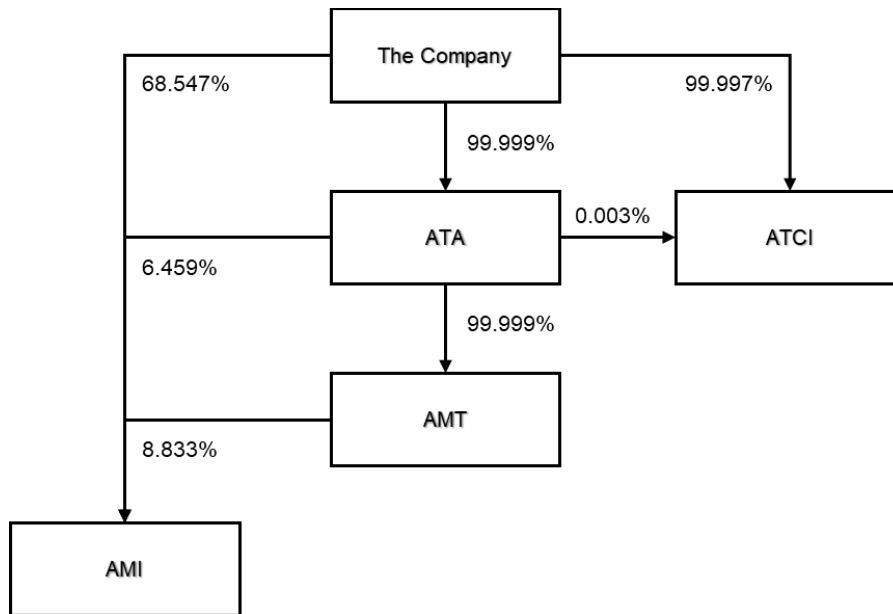 The Company
68.547%
99.997%
99.999%
ATA
0.003%
ATCI
6.459%
99.999%
AMT
8.833%
AMI